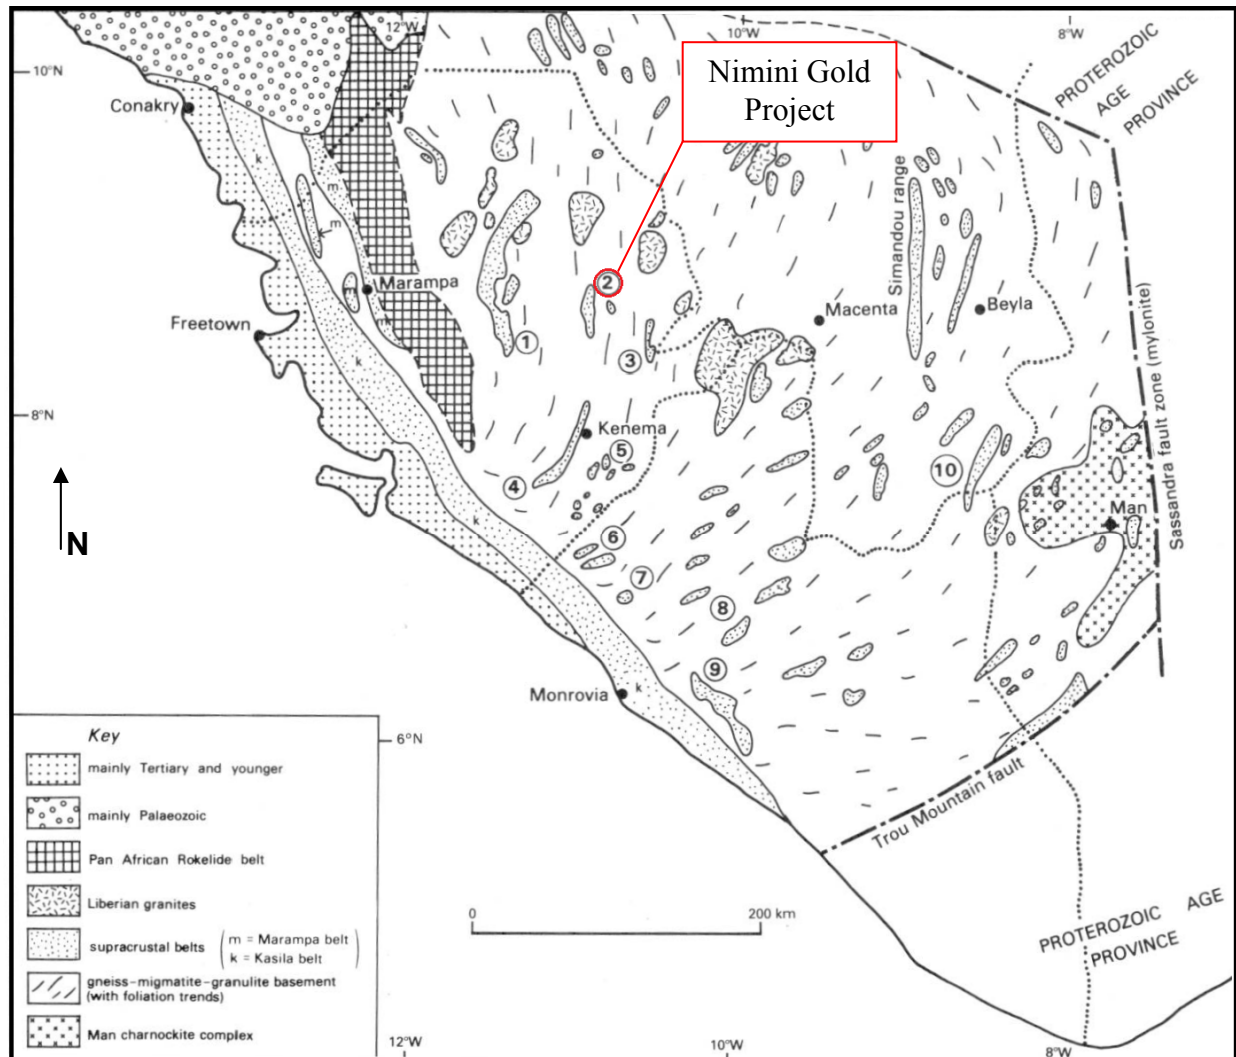 12°W
10°W
8°W
10°N
Nimini Gold
Project
PROTEROZOIC
AGE
PROVINCE
Conakry
k
m
m
Simandou range
2
Marampa
m
Beyla
Macenta
Freetown
mk
1
3
k
Sassandra fault zone (mylonite)
8°N
Kenema
5
10
4
Man
N
k
6
7
8
9
Monrovia
k
6°N
Trou Mountain fault
Key
mainly Tertiary and younger
mainly Palaeozoic
Pan African Rokelide belt
Liberian granites
supracrustal belts
m = Marampa belt
k = Kasila belt
gneiss–migmatite–granulite basement
(with foliation trends)
Man charnockite complex
0
200 km
PROTEROZOIC AGE
PROVINCE
12°W
10°W
8°W